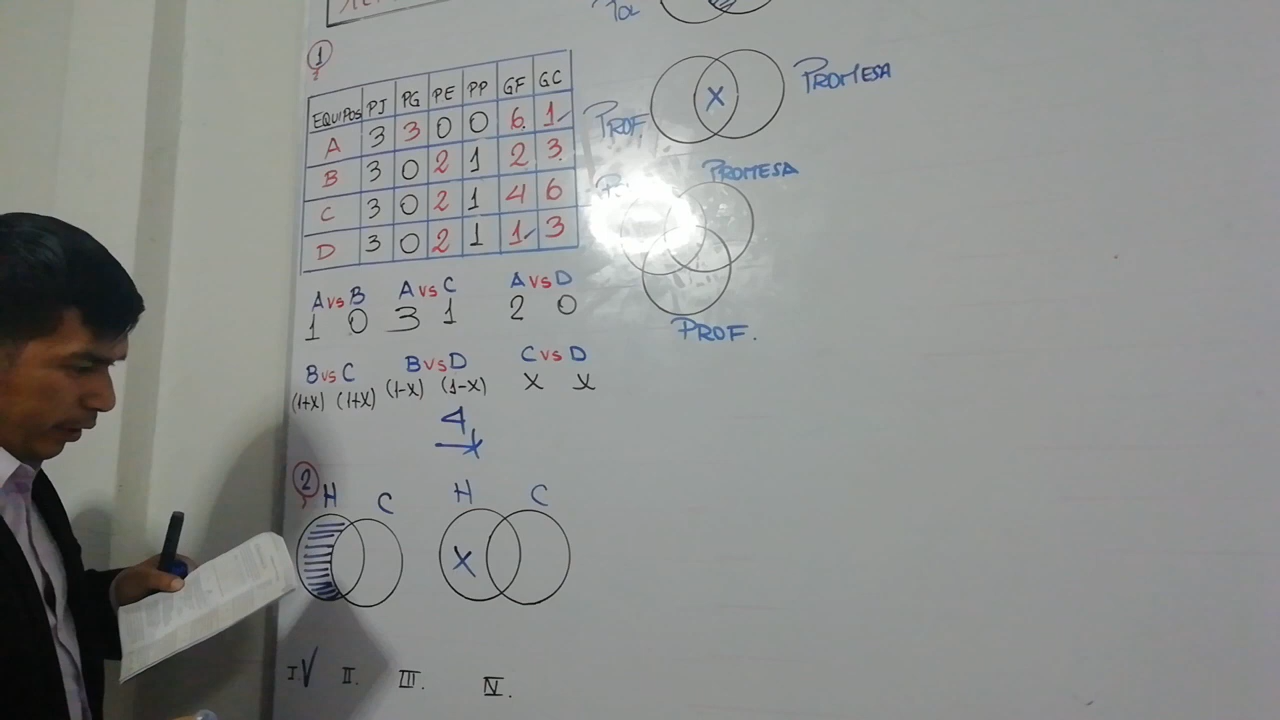 1
EQUIPOS PJ PG PE PP GF GC
A 3 3 0 0 6 1
B 3 0 2 1 2 3
C 3 0 2 1 4 6
D 3 0 2 1 1 3
A vs B A vs C A vs D
1 0 3 1 2 0
B vs C B vs D C vs D
(1+x) (1+x) (1-x) (1-x) x x
2
H C H C
X
I V II. III. IV.
PROMESA
PROF.
X
PROMESA
PROF.